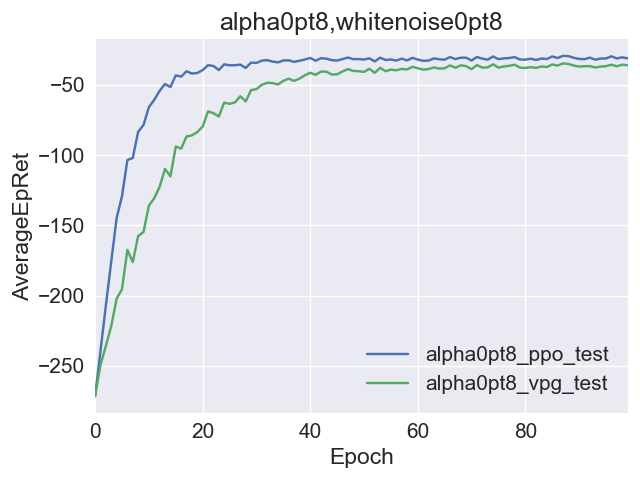 alpha0pt8,whitenoise0pt8
AverageEpRet
−50
−100
−150
−200
−250
alpha0pt8_ppo_test
alpha0pt8_vpg_test
0 20 40 60 80
Epoch